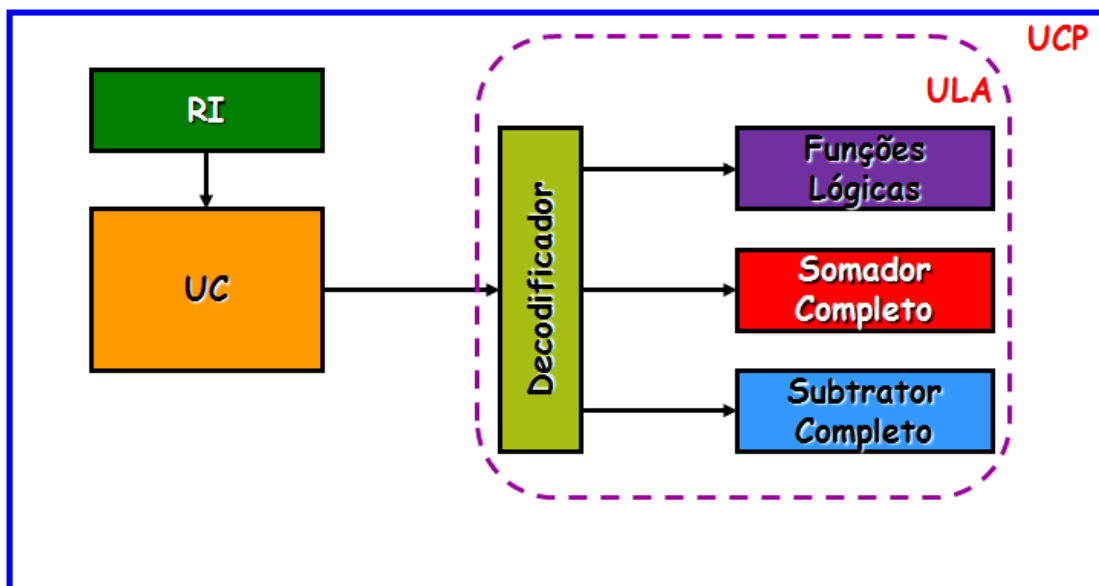 UCP
ULA
RI
UC
Decodificador
Funções
Lógicas
Somador
Completo
Subtrator
Completo